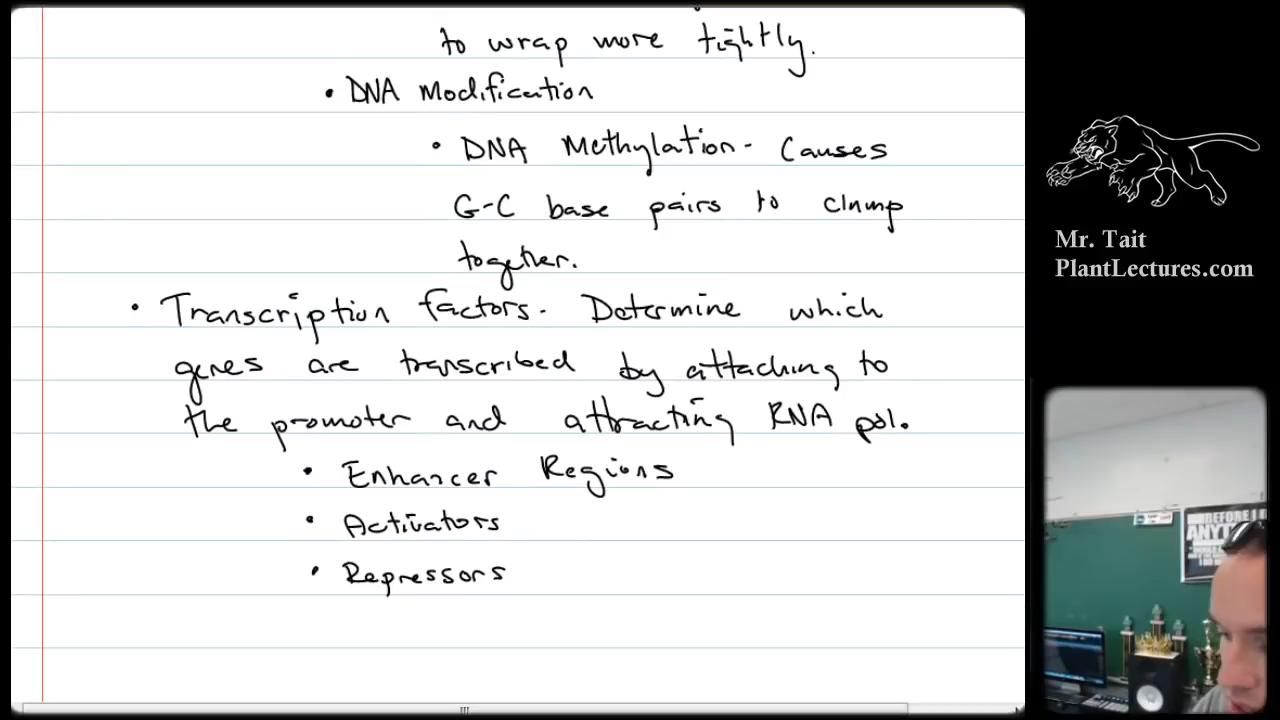 to wrap more tightly.
• DNA Modification
• DNA Methylation - Causes
G-C base pairs to clump
together.
• Transcription factors - Determine which
genes are transcribed by attaching to
the promoter and attracting RNA pol.
• Enhancer Regions
• Activators
• Repressors
Mr. Tait
PlantLectures.com
BEFORE I
ANYT